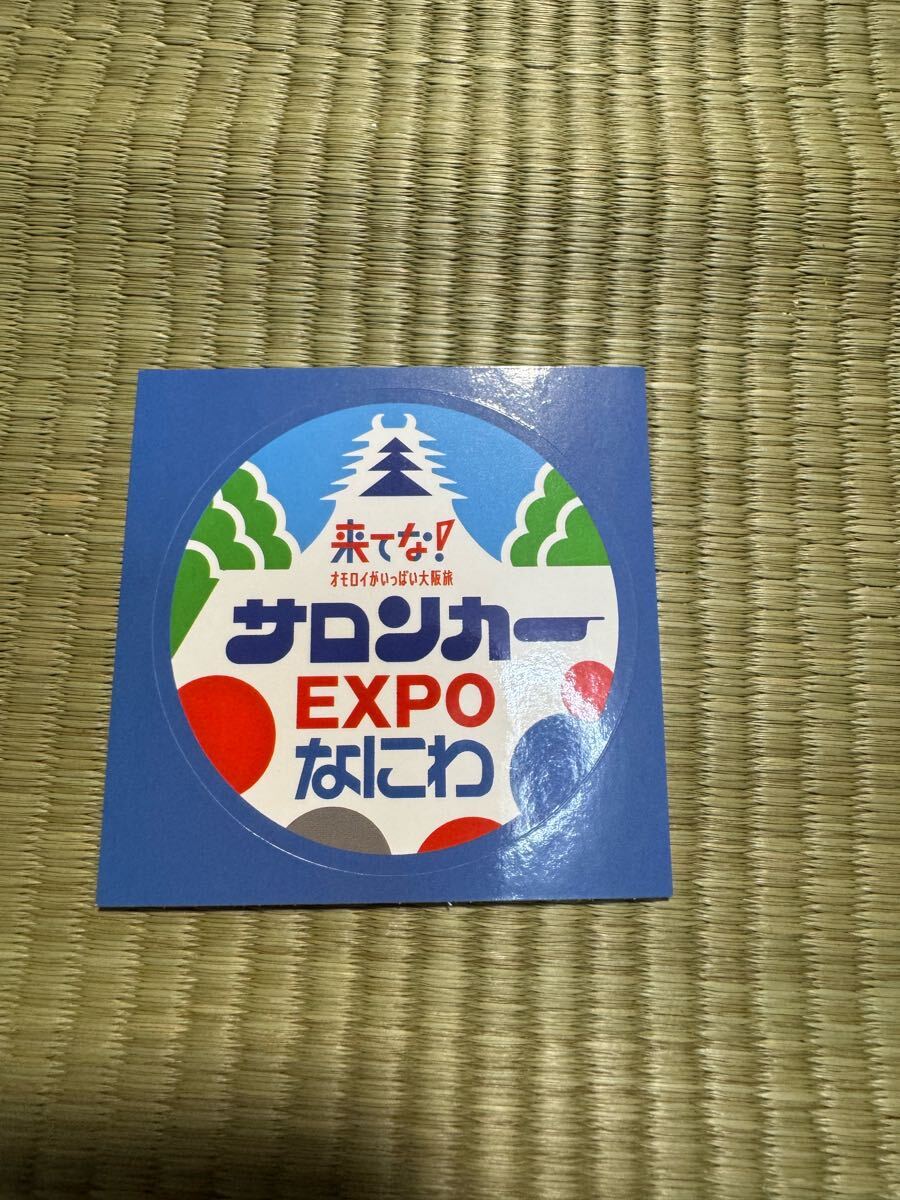 来てな!
オモロイがいっぱい大阪旅
サロンカー
EXPO
なにわ